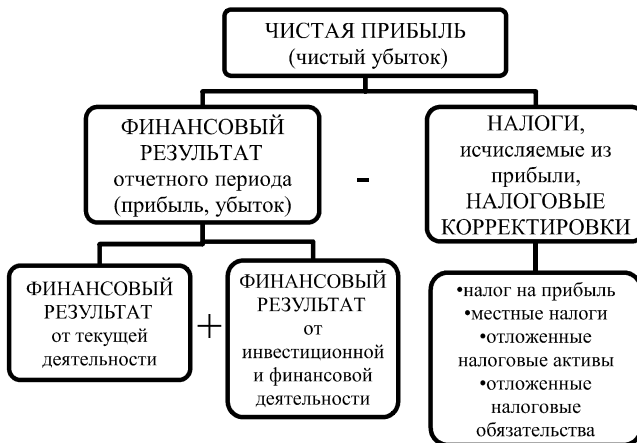 ЧИСТАЯ ПРИБЫЛЬ
(чистый убыток)
ФИНАНСОВЫЙ
РЕЗУЛЬТАТ
отчетного периода
(прибыль, убыток)
-
НАЛОГИ,
исчисляемые из
прибыли,
НАЛОГОВЫЕ
КОРРЕКТИРОВКИ
ФИНАНСОВЫЙ
РЕЗУЛЬТАТ
от текущей
деятельности
+
ФИНАНСОВЫЙ
РЕЗУЛЬТАТ
от
инвестиционной
и финансовой
деятельности
•налог на прибыль
•местные налоги
•отложенные
налоговые активы
•отложенные
налоговые
обязательства